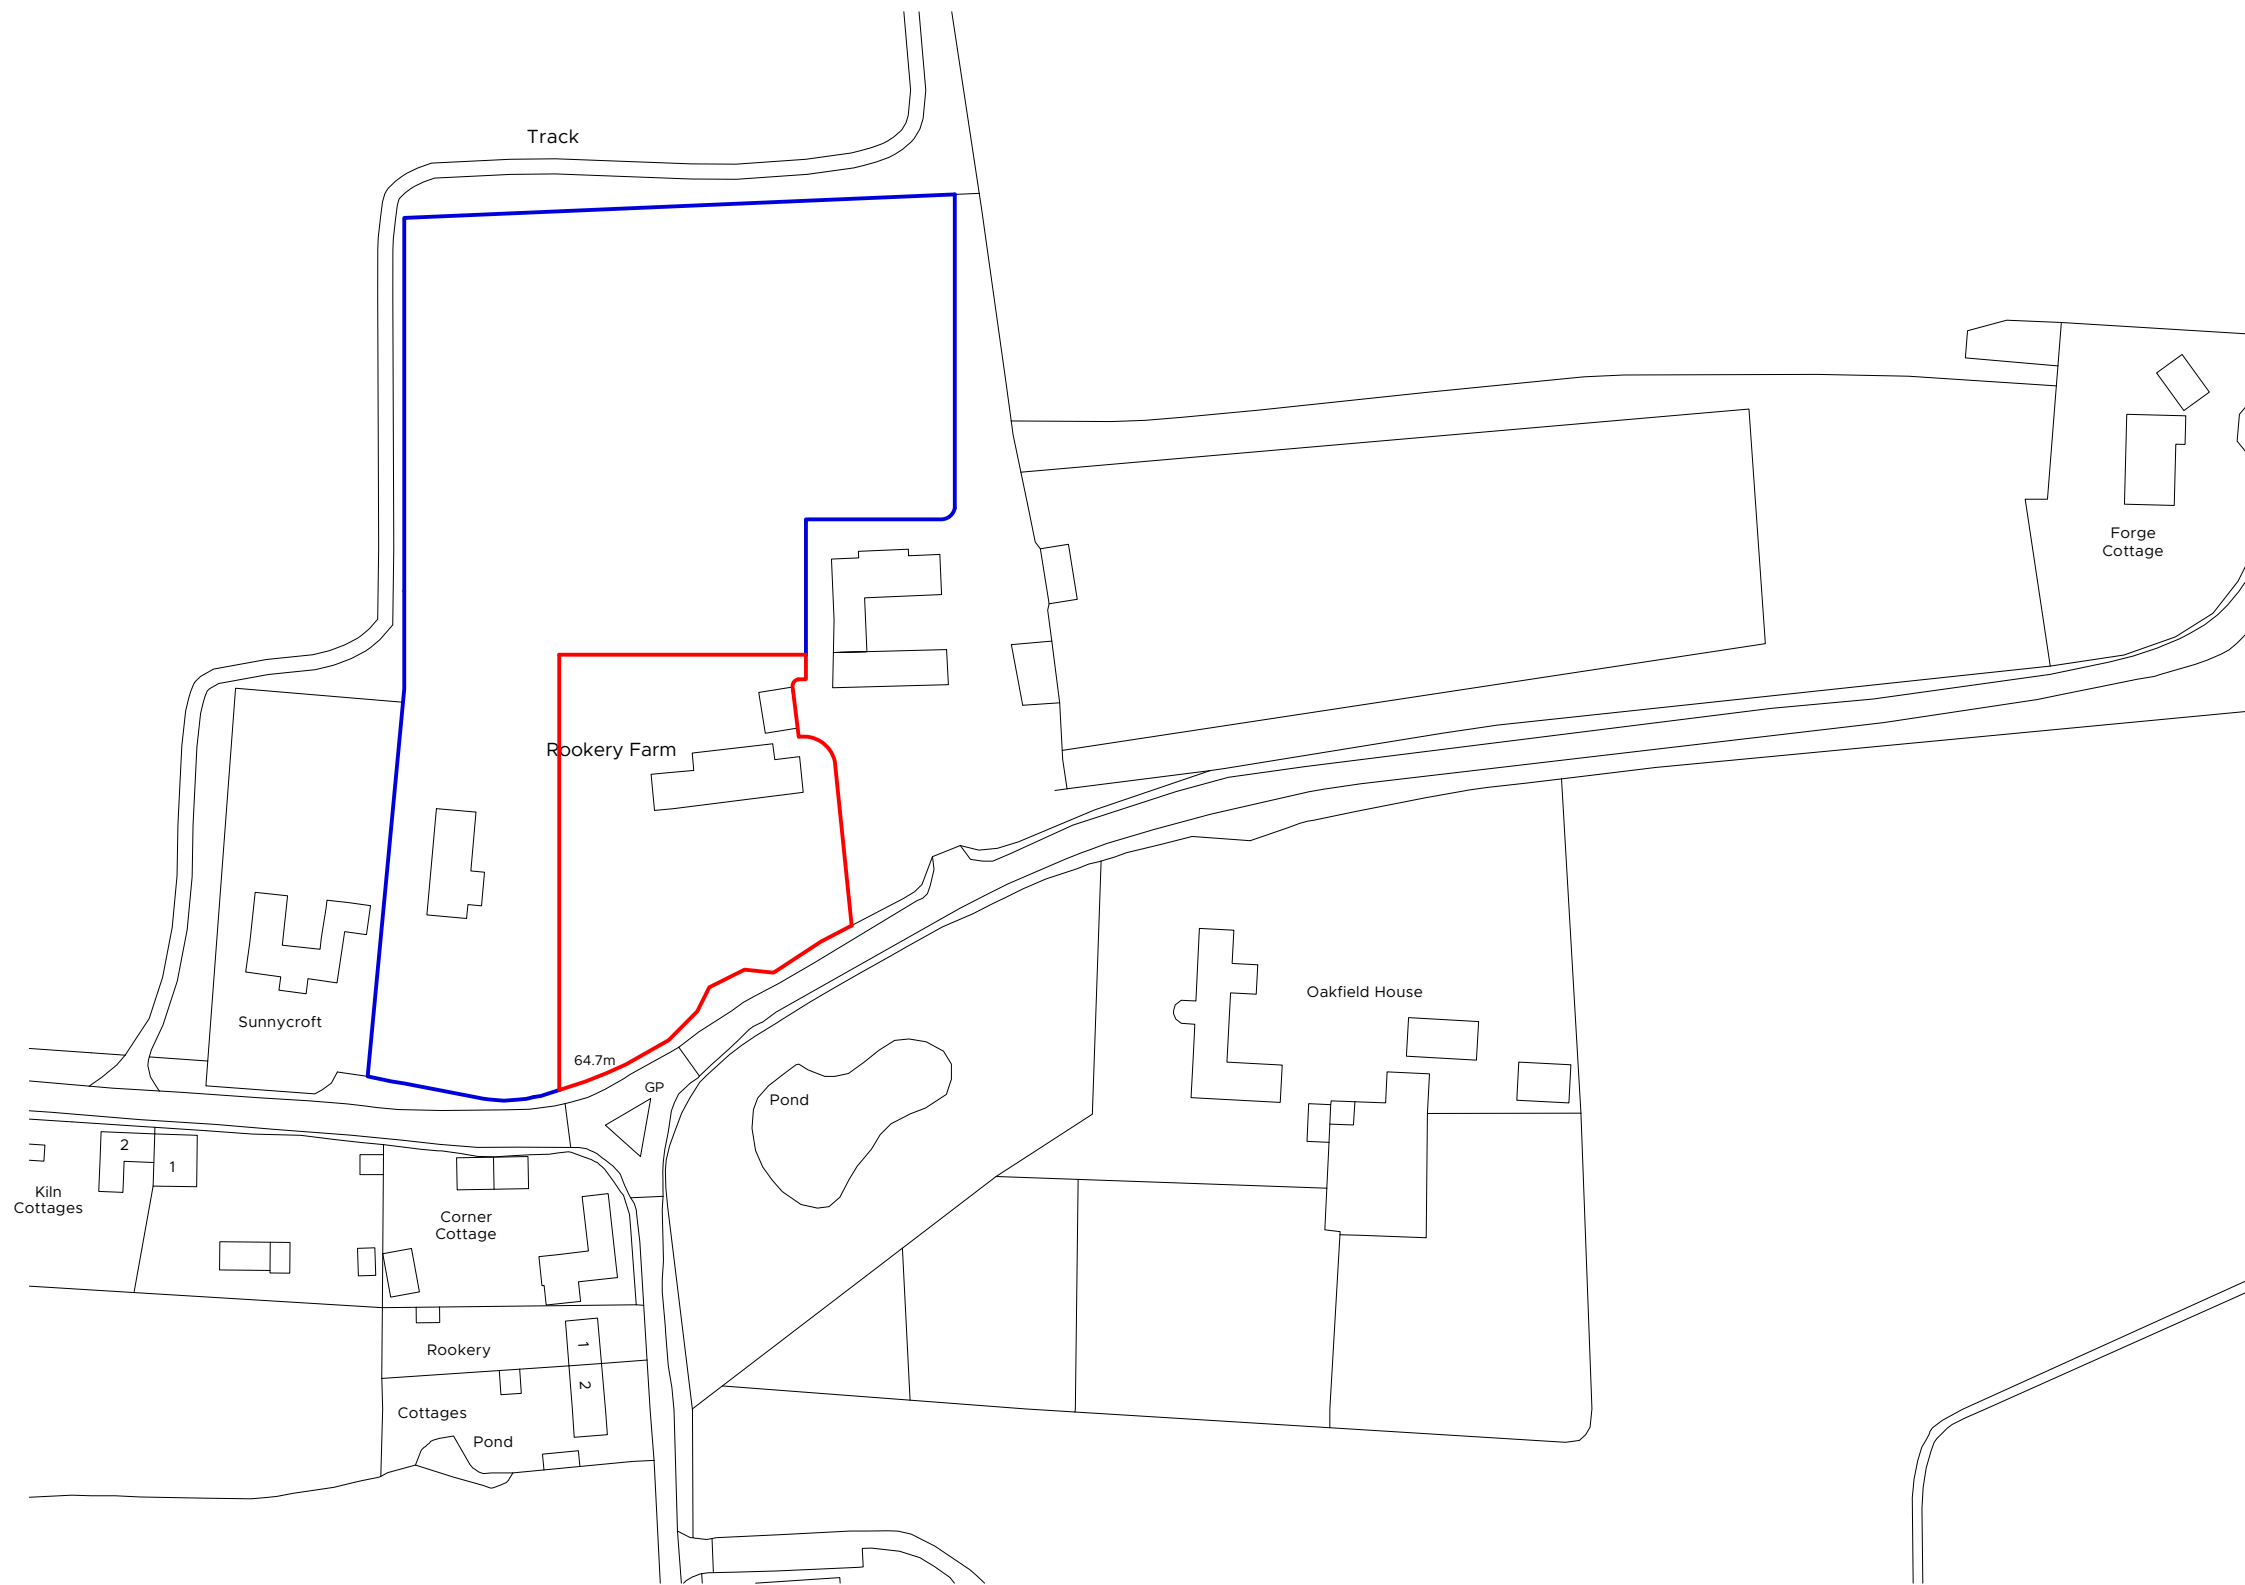 Track
Forge
Cottage
Rookery Farm
Oakfield House
Sunnycroft
64.7m
GP
Pond
2
1
Kiln
Cottages
Corner
Cottage
Rookery
1
2
Cottages
Pond